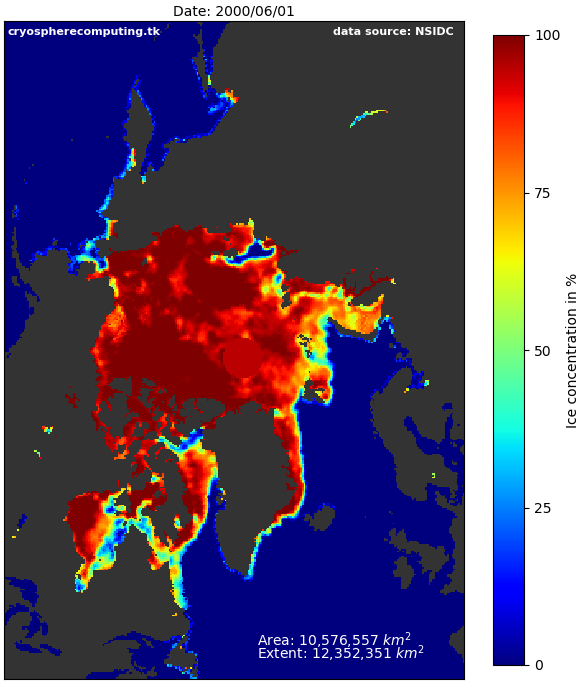 Date: 2000/06/01
cryospherecomputing.tk data source: NSIDC
100
75
50
25
0
Ice concentration in %
Area: 10,576,557 km²
Extent: 12,352,351 km²